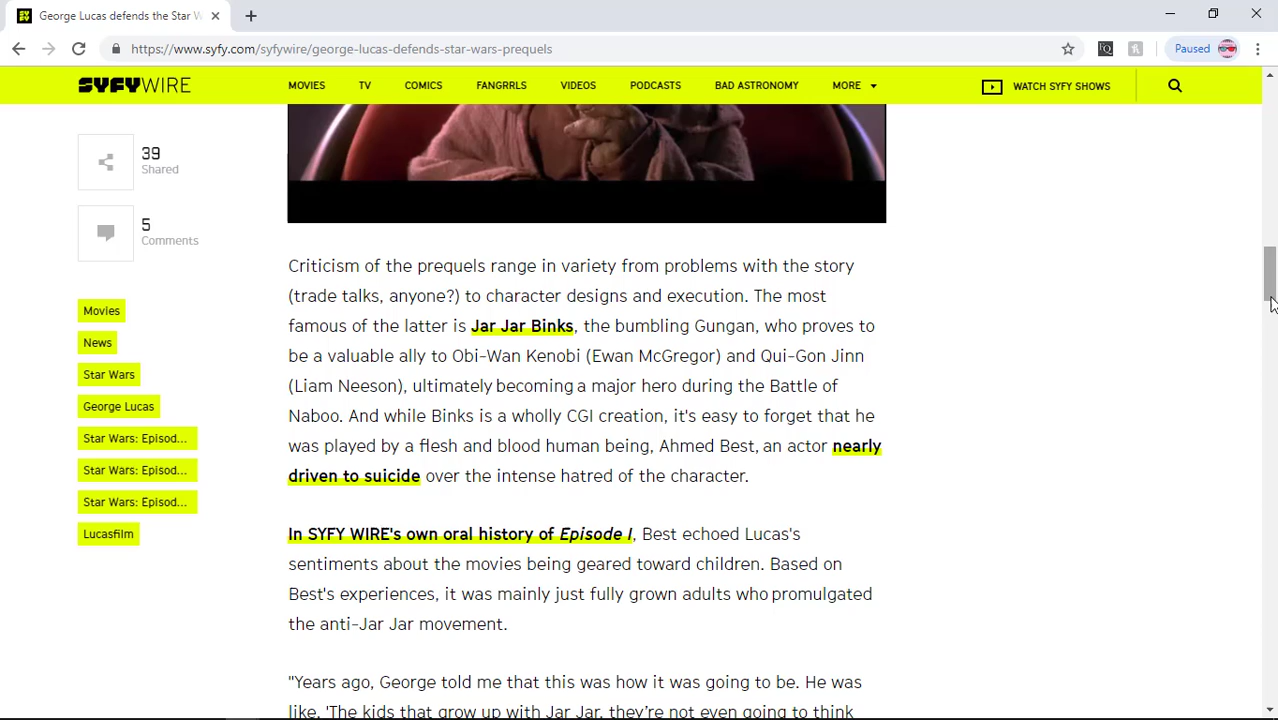 George Lucas defends the Star W
https://www.syfy.com/syfywire/george-lucas-defends-star-wars-prequels
Paused
SYFYWIRE
MOVIES TV COMICS FANGRRLS VIDEOS PODCASTS BAD ASTRONOMY MORE WATCH SYFY SHOWS
39
Shared
5
Comments
Movies
News
Star Wars
George Lucas
Star Wars: Episod...
Star Wars: Episod...
Star Wars: Episod...
Lucasfilm
Criticism of the prequels range in variety from problems with the story
(trade talks, anyone?) to character designs and execution. The most
famous of the latter is Jar Jar Binks, the bumbling Gungan, who proves to
be a valuable ally to Obi-Wan Kenobi (Ewan McGregor) and Qui-Gon Jinn
(Liam Neeson), ultimately becoming a major hero during the Battle of
Naboo. And while Binks is a wholly CGI creation, it's easy to forget that he
was played by a flesh and blood human being, Ahmed Best, an actor nearly
driven to suicide over the intense hatred of the character.
In SYFY WIRE's own oral history of Episode I, Best echoed Lucas's
sentiments about the movies being geared toward children. Based on
Best's experiences, it was mainly just fully grown adults who promulgated
the anti-Jar Jar movement.
"Years ago, George told me that this was how it was going to be. He was
like, 'The kids that grow up with Jar Jar, they're not even going to think